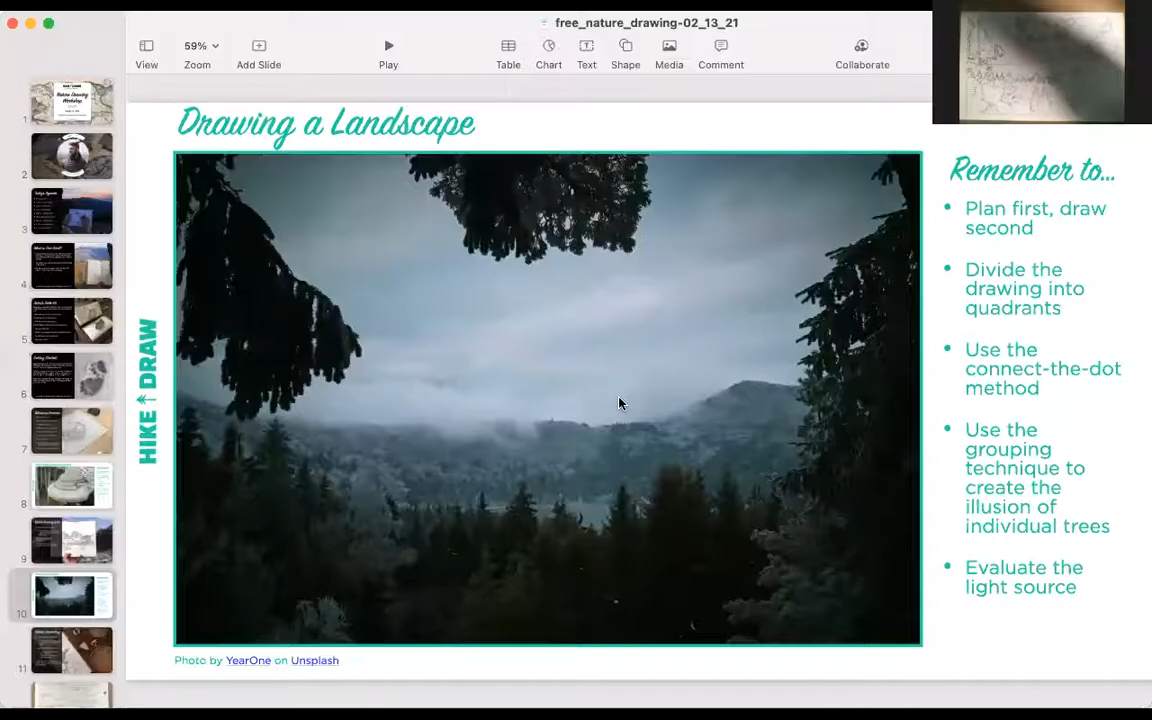 free_nature_drawing-02_13_21
View
59%
Zoom
Add Slide
Play
Table
Chart
Text
Shape
Media
Comment
Collaborate
1
2
3
4
5
6
7
8
9
10
11
Nature Drawing
Workshop
Drawing a Landscape
HIKE DRAW
Photo by YearOne on Unsplash
Remember to...
• Plan first, draw
second
• Divide the
drawing into
quadrants
• Use the
connect-the-dot
method
• Use the
grouping
technique to
create the
illusion of
individual trees
• Evaluate the
light source